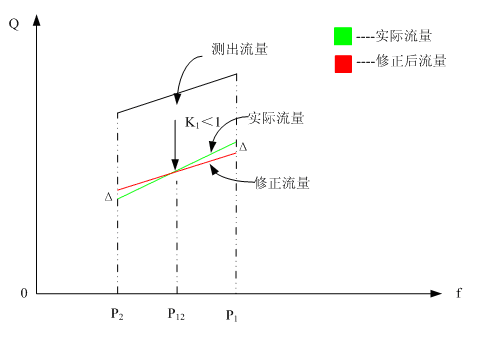 Q
----实际流量
----修正后流量
测出流量
K₁＜1
实际流量
Δ
修正流量
Δ
0
f
P₂
P₁₂
P₁